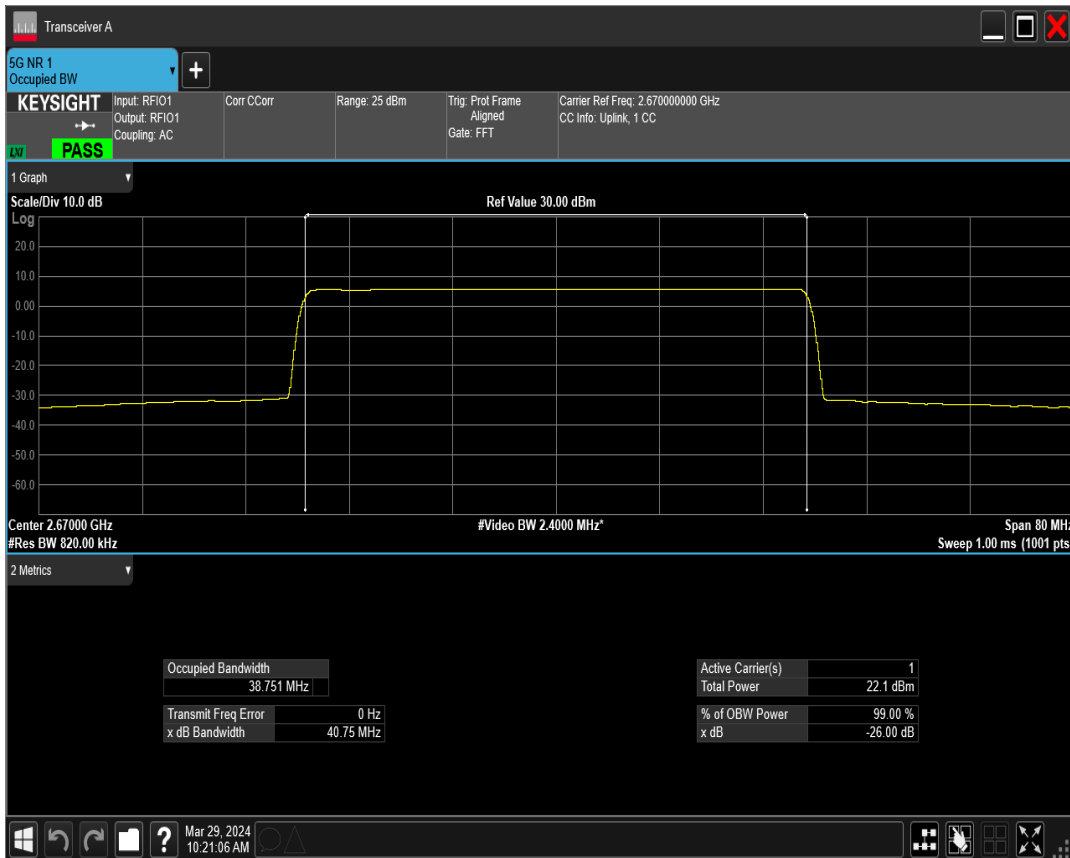 Transceiver A
5G NR 1
Occupied BW
KEYSIGHT
LXI
PASS
Input: RFIO1
Output: RFIO1
Coupling: AC
Corr CCorr
Range: 25 dBm
Trig: Prot Frame
Aligned
Gate: FFT
Carrier Ref Freq: 2.670000000 GHz
CC Info: Uplink, 1 CC
1 Graph
Scale/Div 10.0 dB
Ref Value 30.00 dBm
Log
20.0
10.0
0.00
-10.0
-20.0
-30.0
-40.0
-50.0
-60.0
Center 2.67000 GHz
#Video BW 2.4000 MHz*
Span 80 MHz
#Res BW 820.00 kHz
Sweep 1.00 ms (1001 pts
2 Metrics
Occupied Bandwidth
38.751 MHz
Transmit Freq Error 0 Hz
x dB Bandwidth 40.75 MHz
Active Carrier(s) 1
Total Power 22.1 dBm
% of OBW Power 99.00 %
x dB -26.00 dB
Mar 29, 2024
10:21:06 AM